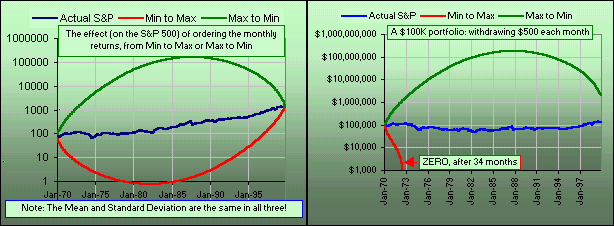 Actual S&P Min to Max Max to Min
The effect (on the S&P 500) of ordering the monthly
returns, from Min to Max or Max to Min
1000000
100000
10000
1000
100
10
1
Jan-70 Jan-75 Jan-80 Jan-85 Jan-90 Jan-95
Note: The Mean and Standard Deviation are the same in all three!
Actual S&P Min to Max Max to Min
A $100K portfolio: withdrawing $500 each month
$1,000,000,000
$100,000,000
$10,000,000
$1,000,000
$100,000
$10,000
$1,000
ZERO, after 34 months
Jan-70 Jan-73 Jan-76 Jan-79 Jan-82 Jan-85 Jan-88 Jan-91 Jan-94 Jan-97